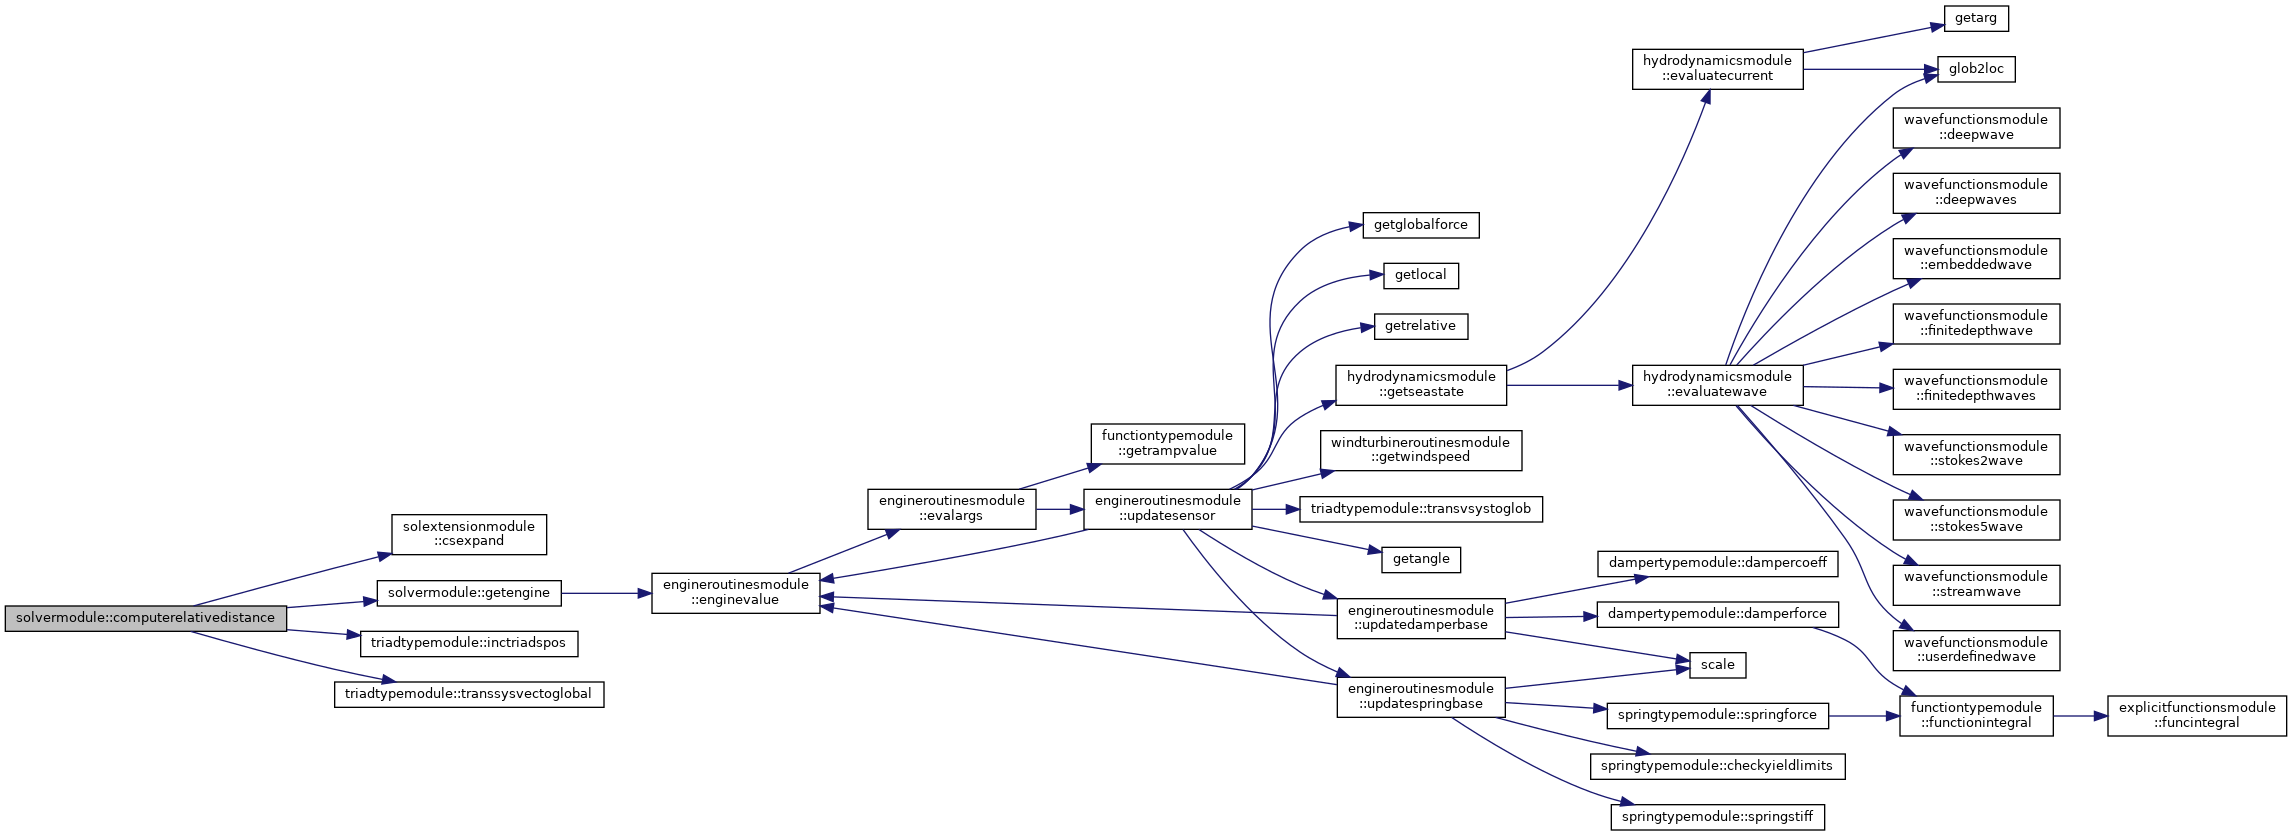 getarg
hydrodynamicsmodule
::evaluatecurrent
glob2loc
wavefunctionsmodule
::deepwave
wavefunctionsmodule
::deepwaves
getglobalforce
wavefunctionsmodule
::embeddedwave
getlocal
getrelative
wavefunctionsmodule
::finitedepthwave
hydrodynamicsmodule
::getseastate
hydrodynamicsmodule
::evaluatewave
wavefunctionsmodule
::finitedepthwaves
functiontypemodule
::getrampvalue
windturbineroutinesmodule
::getwindspeed
wavefunctionsmodule
::stokes2wave
engineroutinesmodule
::evalargs
engineroutinesmodule
::updatesensor
triadtypemodule::transvsystoglob
wavefunctionsmodule
::stokes5wave
solextensionmodule
::csexpand
getangle
dampertypemodule::dampercoeff
wavefunctionsmodule
::streamwave
solvermodule::computerelativedistance
solvermodule::getengine
engineroutinesmodule
::enginevalue
engineroutinesmodule
::updatedamperbase
dampertypemodule::damperforce
triadtypemodule::inctriadspos
wavefunctionsmodule
::userdefinedwave
scale
triadtypemodule::transsysvectoglobal
engineroutinesmodule
::updatespringbase
springtypemodule::springforce
functiontypemodule
::functionintegral
explicitfunctionsmodule
::funcintegral
springtypemodule::checkyieldlimits
springtypemodule::springstiff